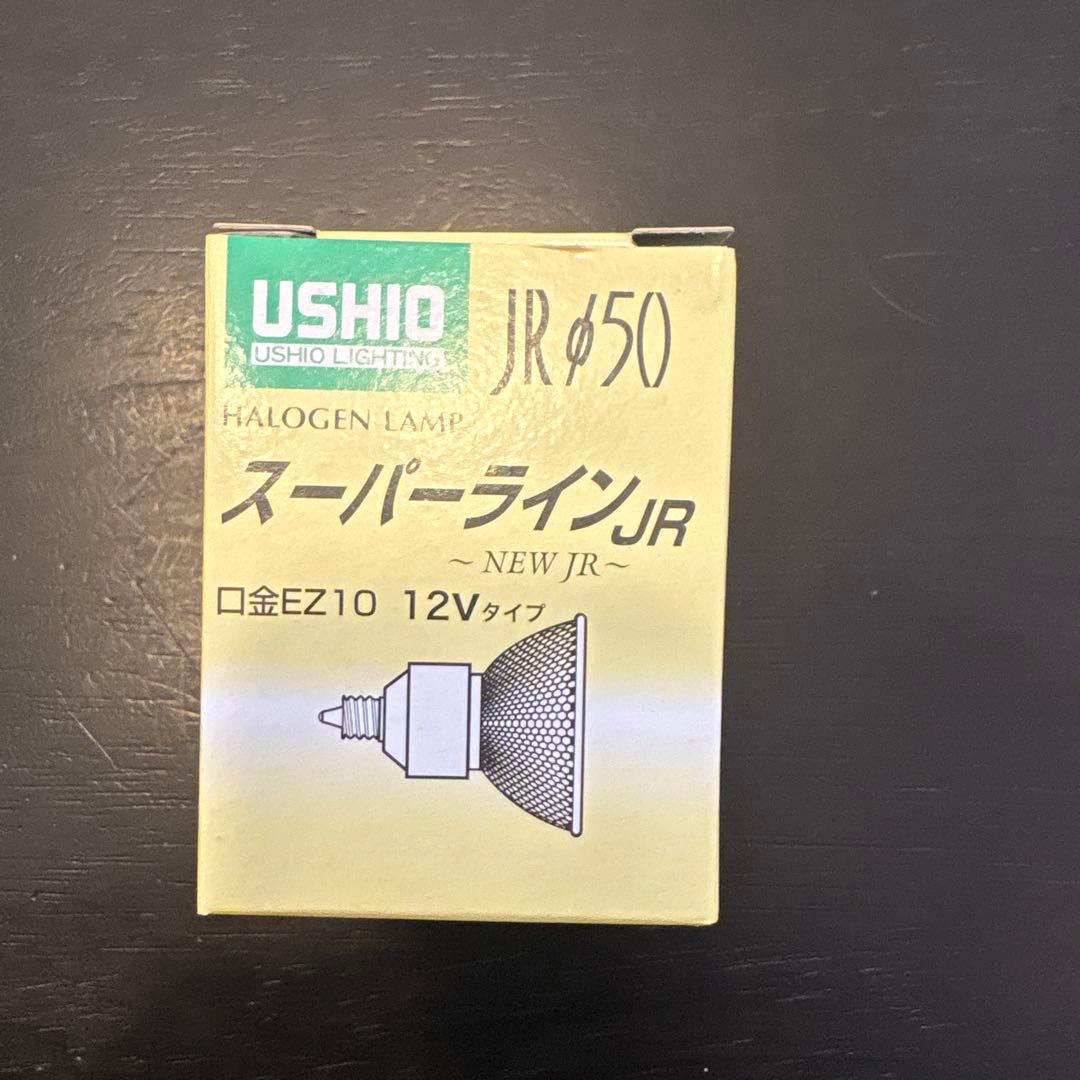 USHIO
USHIO LIGHTING
JR φ50
HALOGEN LAMP
スーパーラインJR
～NEW JR～
口金EZ10 12Vタイプ